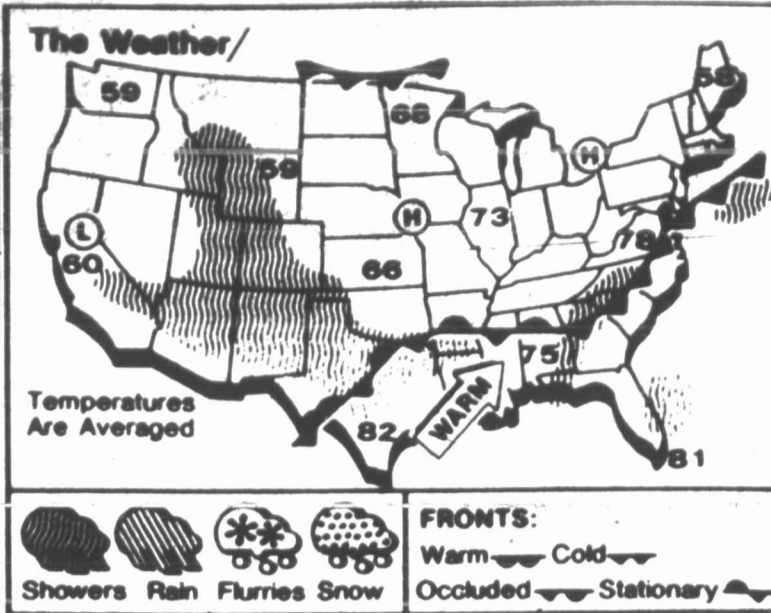 The Weather/
59
68
58
59
H
H
73
L
60
66
78
75
WARM
82
81
Temperatures
Are Averaged
Showers Rain Flurries Snow
FRONTS:
Warm Cold
Occluded Stationary